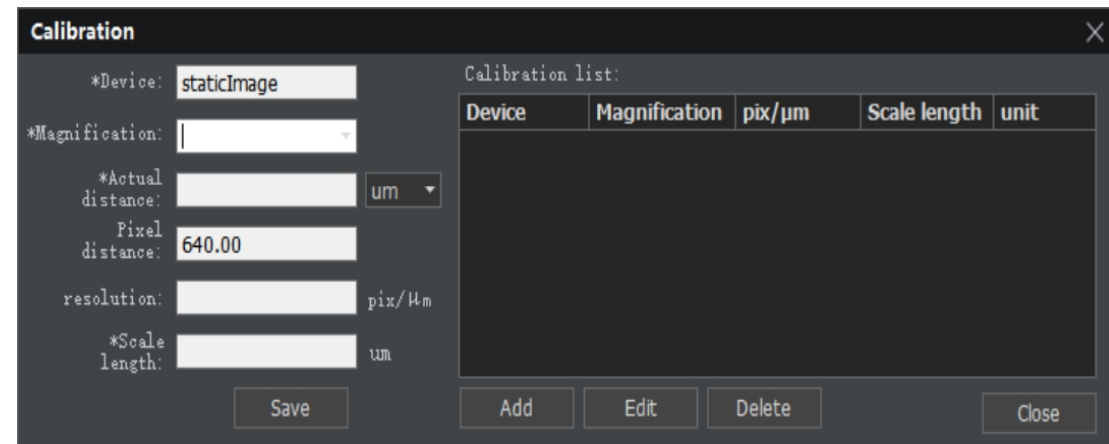 Calibration
*Device: staticImage
*Magnification:
*Actual
distance:
um
Pixel
distance: 640.00
resolution: pix/μm
*Scale
length: um
Save
Calibration list:
Device Magnification pix/μm Scale length unit
Add Edit Delete
Close